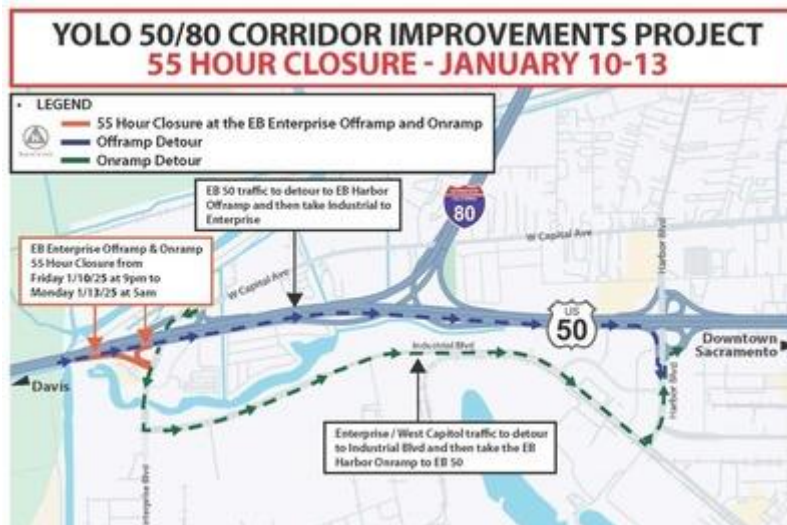 YOLO 50/80 CORRIDOR IMPROVEMENTS PROJECT
55 HOUR CLOSURE - JANUARY 10-13
LEGEND
55 Hour Closure at the EB Enterprise Offramp and Onramp
Offramp Detour
Onramp Detour
EB 50 traffic to detour to EB Harbor
Offramp and then take Industrial to
Enterprise
80
W Capital Ave
Harbor Blvd
EB Enterprise Offramp & Onramp
55 Hour Closure from
Friday 1/10/25 at 9pm to
Monday 1/13/25 at 5am
W Capital Ave
US
50
Downtown
Sacramento
Industrial Blvd
Davis
Harbor Blvd
Enterprise / West Capitol traffic to detour
to Industrial Blvd and then take the EB
Harbor Onramp to EB 50
Enterprise Blvd